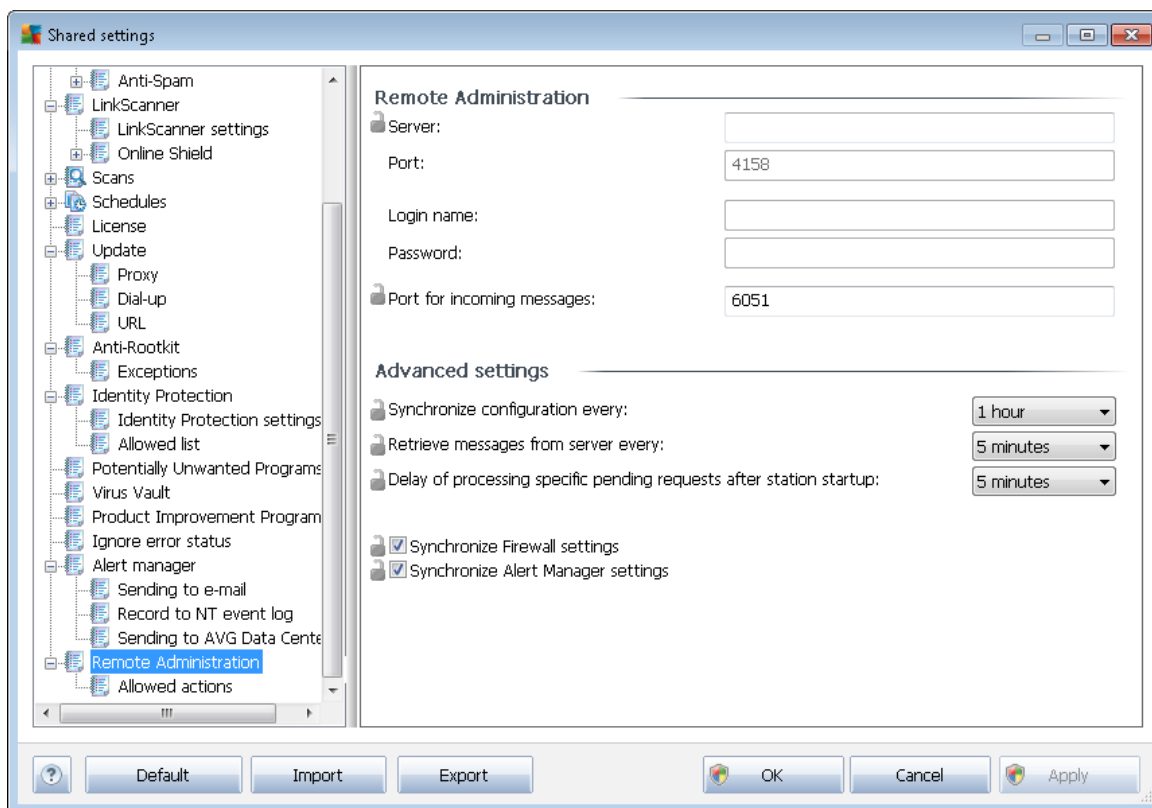 Shared settings
Anti-Spam
LinkScanner
LinkScanner settings
Online Shield
Scans
Schedules
License
Update
Proxy
Dial-up
URL
Anti-Rootkit
Exceptions
Identity Protection
Identity Protection settings
Allowed list
Potentially Unwanted Programs
Virus Vault
Product Improvement Program
Ignore error status
Alert manager
Sending to e-mail
Record to NT event log
Sending to AVG Data Cente
Remote Administration
Allowed actions
Remote Administration
Server:
Port: 4158
Login name:
Password:
Port for incoming messages: 6051
Advanced settings
Synchronize configuration every: 1 hour
Retrieve messages from server every: 5 minutes
Delay of processing specific pending requests after station startup: 5 minutes
Synchronize Firewall settings
Synchronize Alert Manager settings
? Default Import Export OK Cancel Apply